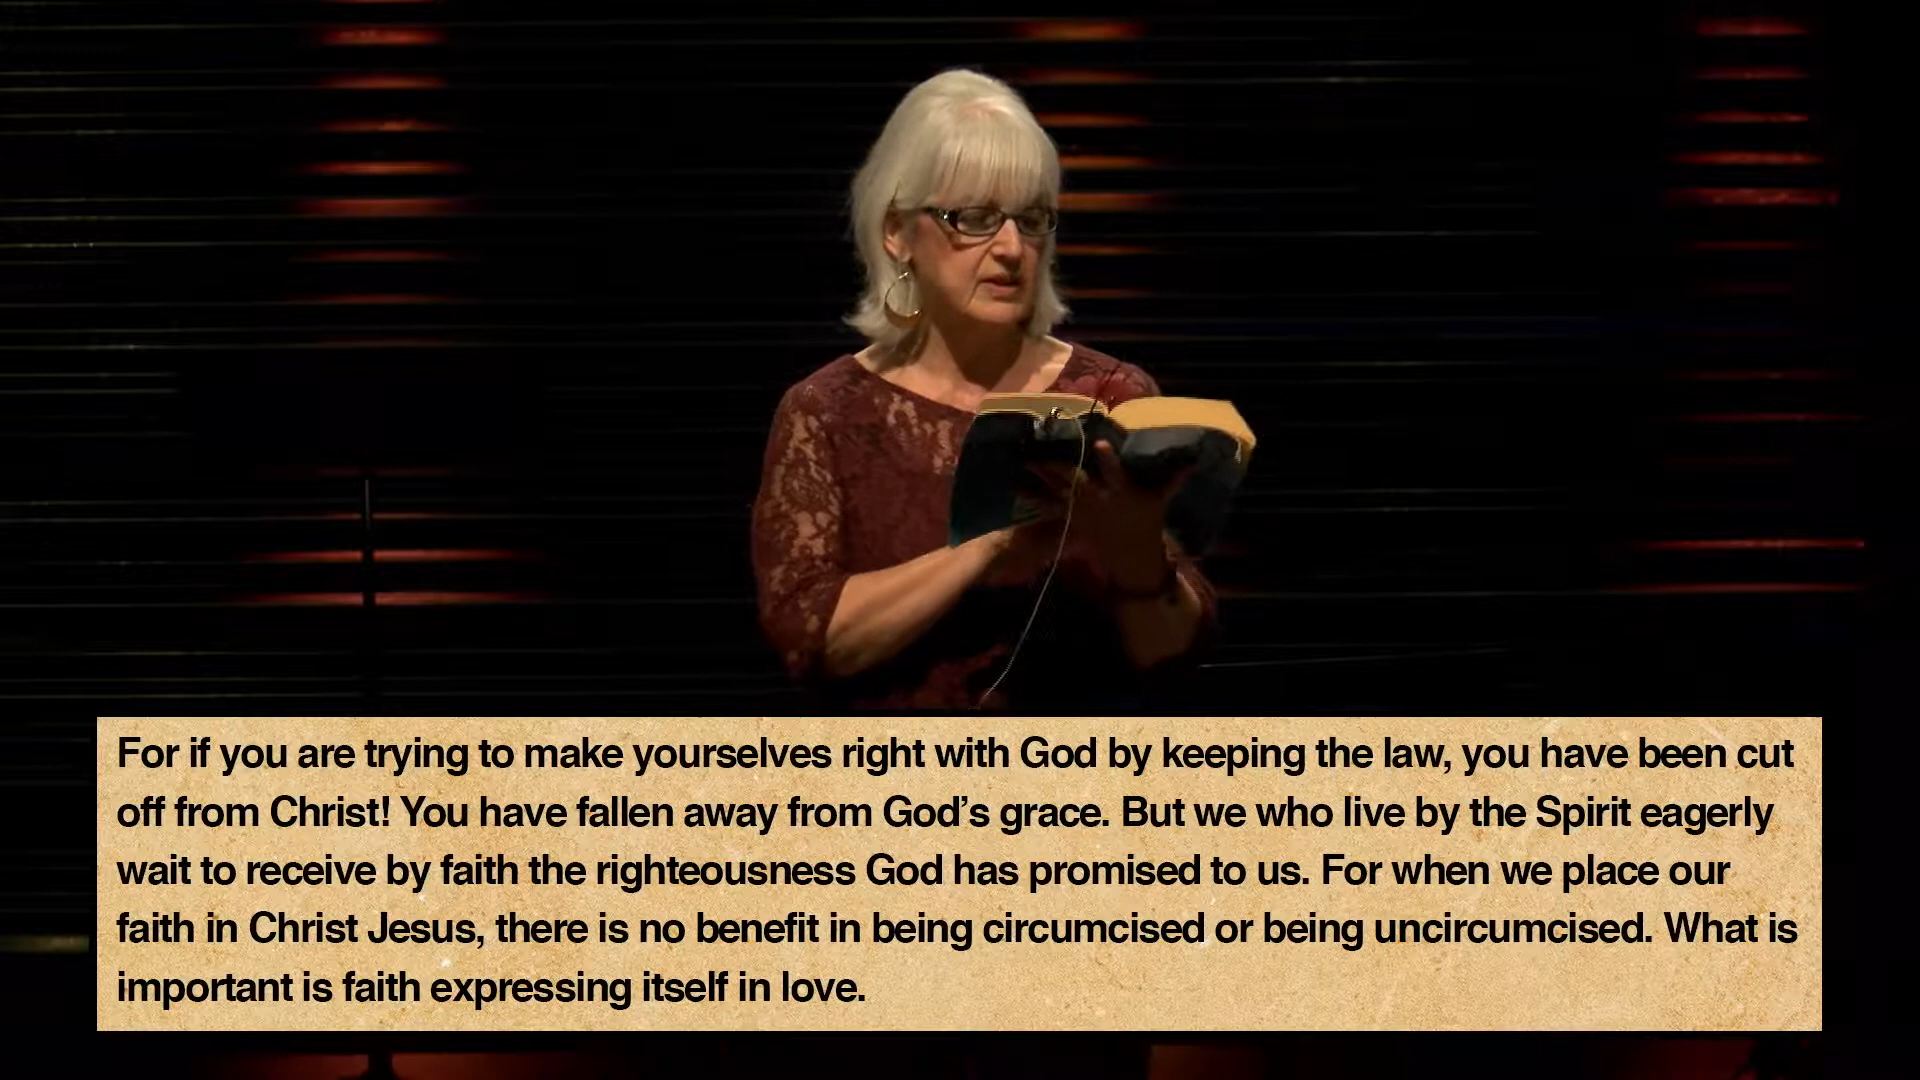 For if you are trying to make yourselves right with God by keeping the law, you have been cut
off from Christ! You have fallen away from God’s grace. But we who live by the Spirit eagerly
wait to receive by faith the righteousness God has promised to us. For when we place our
faith in Christ Jesus, there is no benefit in being circumcised or being uncircumcised. What is
important is faith expressing itself in love.